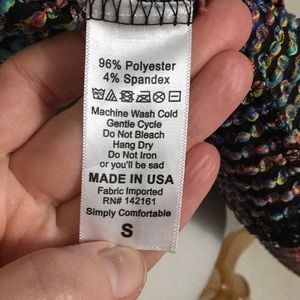 96% Polyester
4% Spandex
Machine Wash Cold
Gentle Cycle
Do Not Bleach
Hang Dry
Do Not Iron
or you'll be sad
MADE IN USA
Fabric Imported
RN# 142161
Simply Comfortable
S